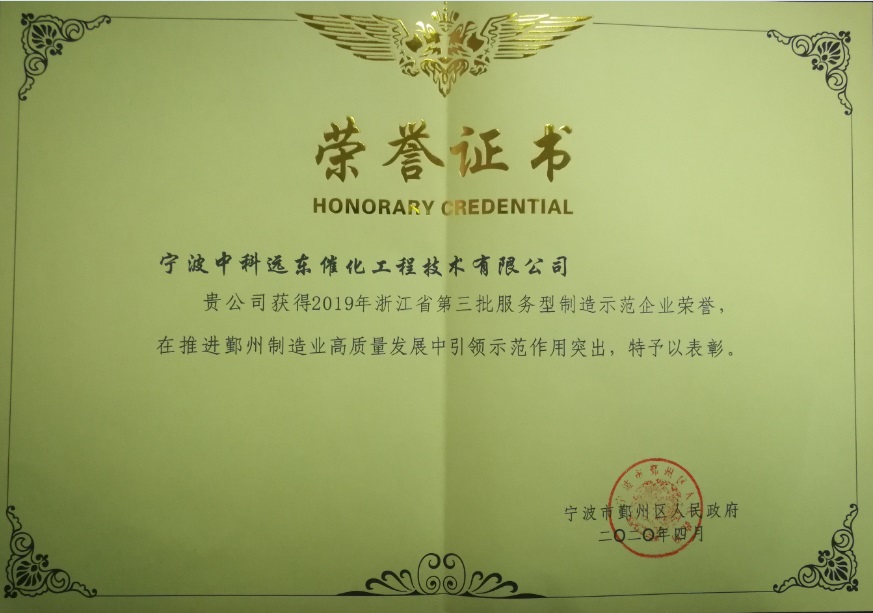 荣誉证书
HONORARY CREDENTIAL
宁波中科远东催化工程技术有限公司
贵公司获得2019年浙江省第三批服务型制造示范企业荣誉，
在推进鄞州制造业高质量发展中引领示范作用突出，特予以表彰。
宁波市鄞州区人民政府
二〇二〇年四月